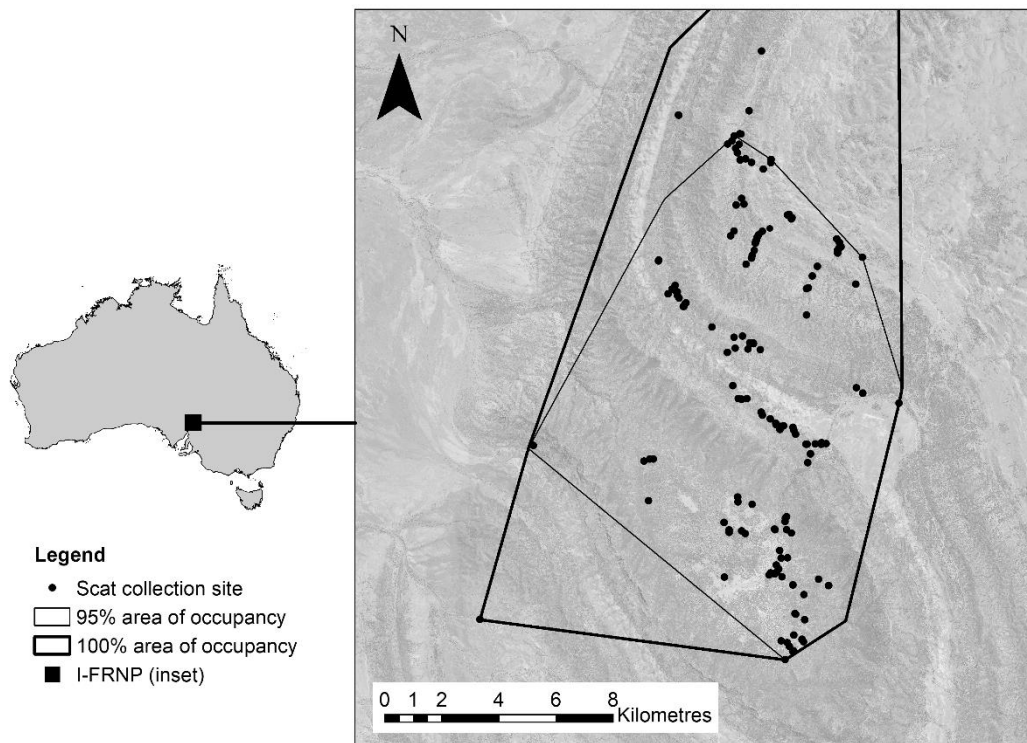 N
Legend
Scat collection site
95% area of occupancy
100% area of occupancy
I-FRNP (inset)
0 1 2 4 6 8
Kilometres